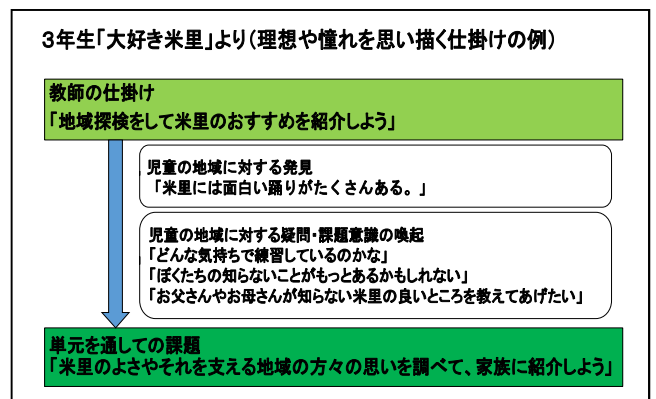 3年生「大好き米里」より(理想や憧れを思い描く仕掛けの例)
教師の仕掛け
「地域探検をして米里のおすすめを紹介しよう」
児童の地域に対する発見
「米里には面白い踊りがたくさんある。」
児童の地域に対する疑問・課題意識の喚起
「どんな気持ちで練習しているのかな」
「ぼくたちの知らないことがもっとあるかもしれない」
「お父さんやお母さんが知らない米里の良いところを教えてあげたい」
単元を通しての課題
「米里のよさやそれを支える地域の方々の思いを調べて、家族に紹介しよう」